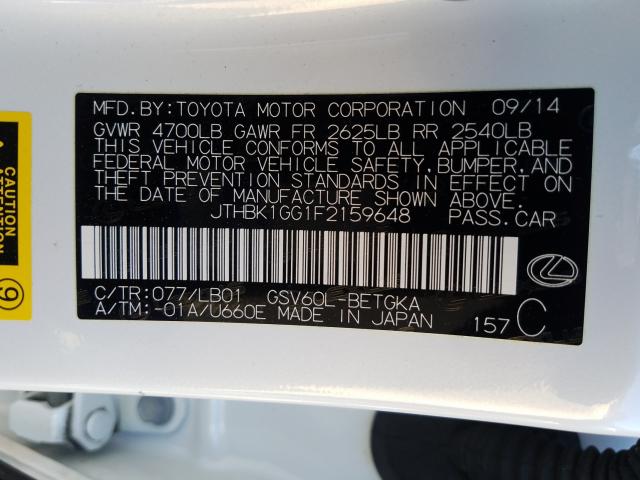 MFD.BY:TOYOTA MOTOR CORPORATION 09/14
GVWR 4700LB GAWR FR 2625LB RR 2540LB
THIS VEHICLE CONFORMS TO ALL APPLICABLE
FEDERAL MOTOR VEHICLE SAFETY,BUMPER,AND
THEFT PREVENTION STANDARDS IN EFFECT ON
THE DATE OF MANUFACTURE SHOWN ABOVE.
JTHBK1GG1F2159648 PASS.CAR
C/TR:077/LB01 GSV60L-BETGKA
A/TM:-01A/U660E MADE IN JAPAN 157 C
CAUTION
9